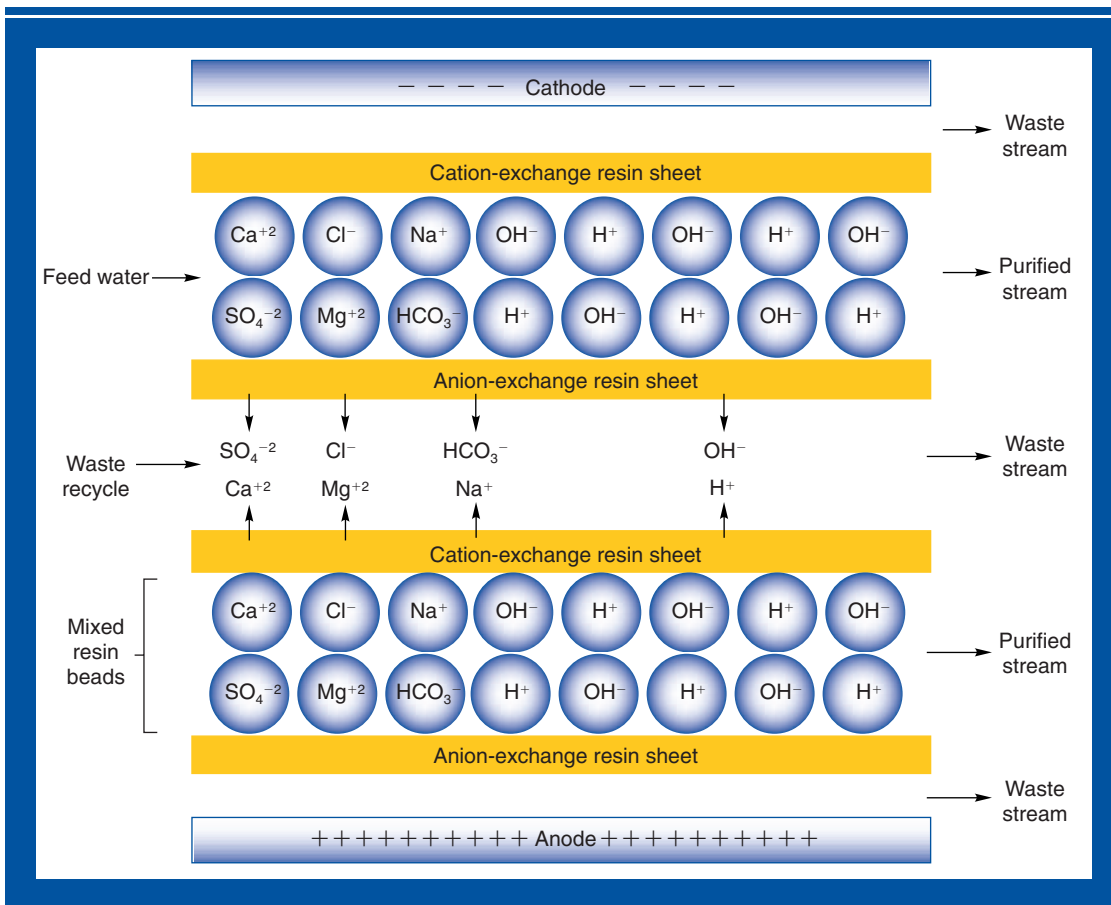 − − − − Cathode − − − −
Waste
stream
Cation-exchange resin sheet
Ca⁺² Cl⁻ Na⁺ OH⁻ H⁺ OH⁻ H⁺ OH⁻
Feed water
Purified
stream
SO₄⁻² Mg⁺² HCO₃⁻ H⁺ OH⁻ H⁺ OH⁻ H⁺
Anion-exchange resin sheet
SO₄⁻² Cl⁻ HCO₃⁻ OH⁻
Waste
recycle
Waste
stream
Ca⁺² Mg⁺² Na⁺ H⁺
Cation-exchange resin sheet
Ca⁺² Cl⁻ Na⁺ OH⁻ H⁺ OH⁻ H⁺ OH⁻
Mixed
resin
beads
Purified
stream
SO₄⁻² Mg⁺² HCO₃⁻ H⁺ OH⁻ H⁺ OH⁻ H⁺
Anion-exchange resin sheet
Waste
stream
++++++++++ Anode ++++++++++